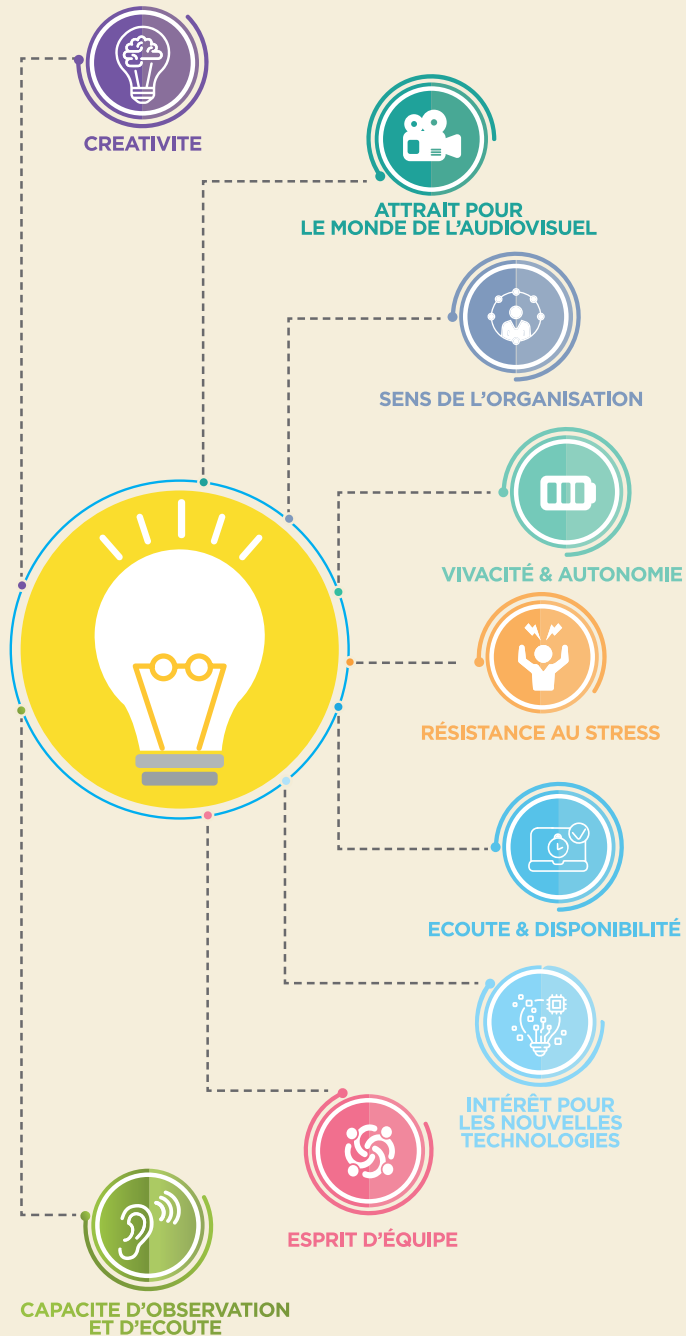 CREATIVITE
ATTRAIT POUR
LE MONDE DE L'AUDIOVISUEL
SENS DE L'ORGANISATION
VIVACITÉ & AUTONOMIE
RÉSISTANCE AU STRESS
ECOUTE & DISPONIBILITÉ
INTÉRÊT POUR
LES NOUVELLES
TECHNOLOGIES
ESPRIT D'ÉQUIPE
CAPACITE D'OBSERVATION
ET D'ECOUTE